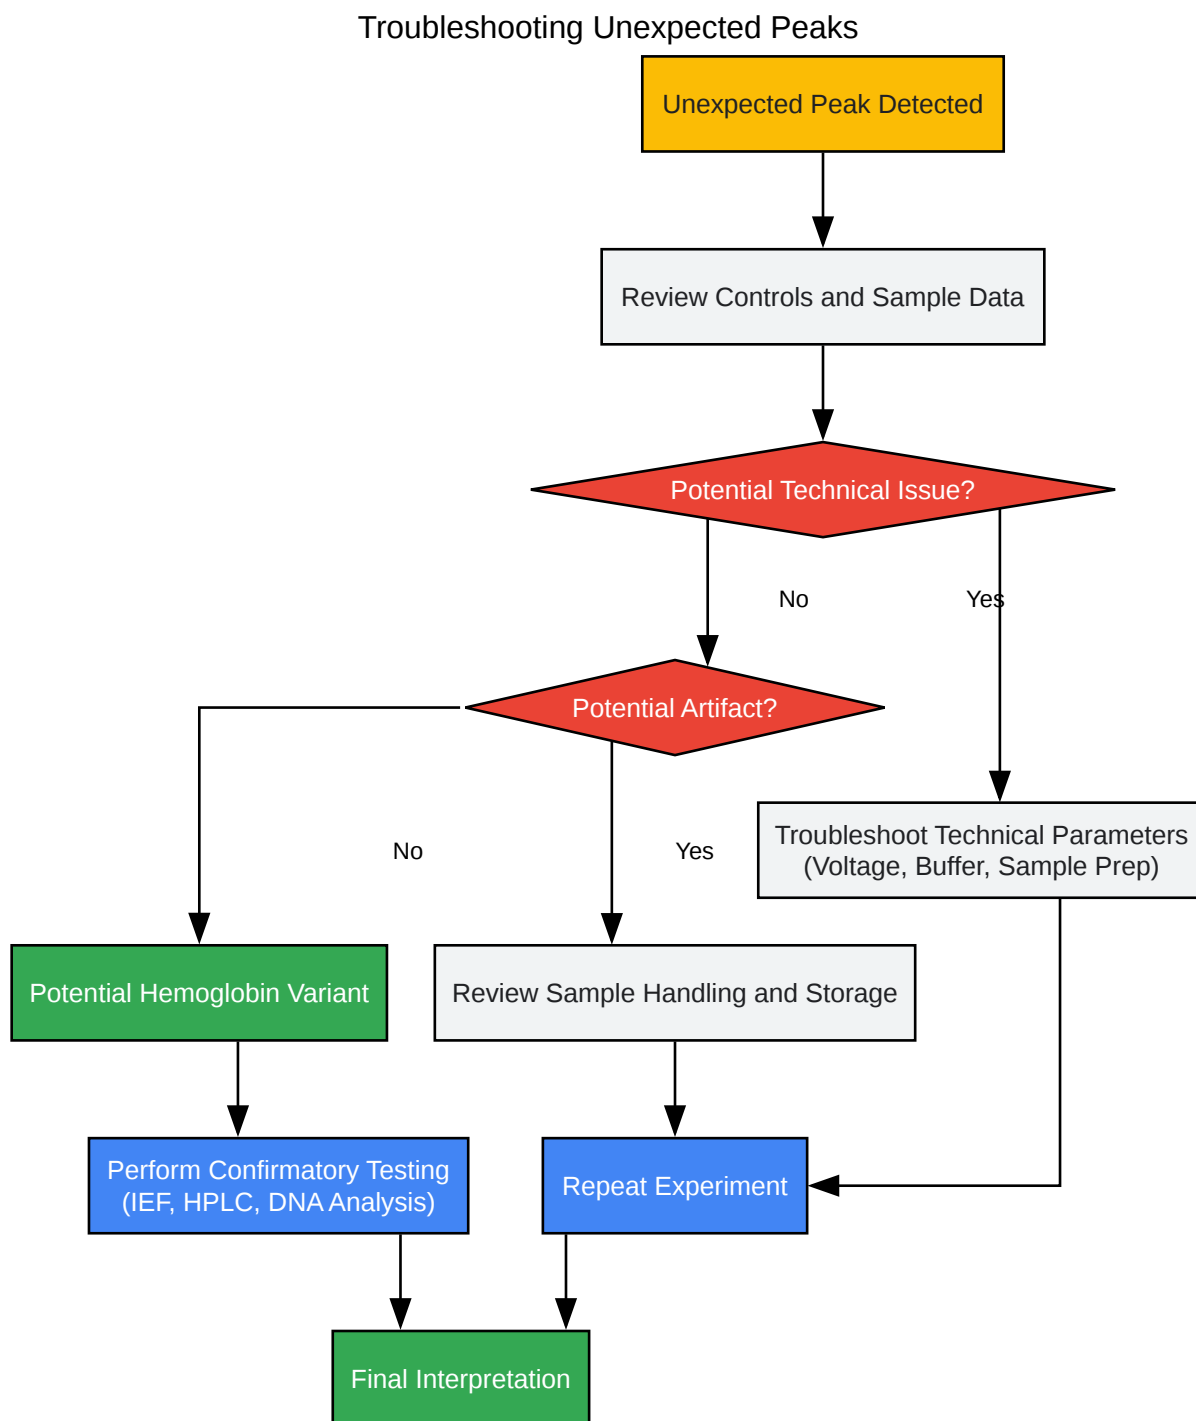 Troubleshooting Unexpected Peaks
Unexpected Peak Detected
Review Controls and Sample Data
Potential Technical Issue?
No
Yes
Potential Artifact?
Troubleshoot Technical Parameters
(Voltage, Buffer, Sample Prep)
No
Yes
Potential Hemoglobin Variant
Review Sample Handling and Storage
Perform Confirmatory Testing
(IEF, HPLC, DNA Analysis)
Repeat Experiment
Final Interpretation